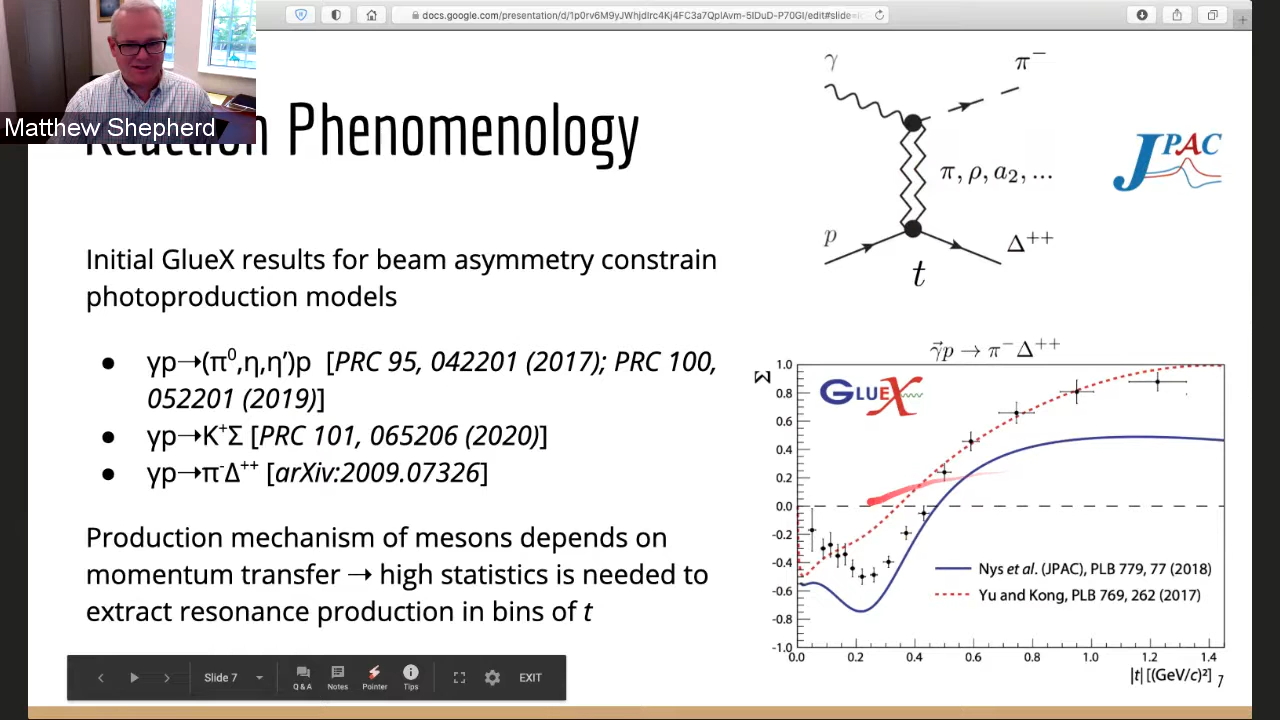 docs.google.com/presentation/d/1p0rv6M9yJWhjdIrc4Kj4FC3a7QpIAvm-5IDuD-P70GI/edit#slide=
Matthew Shepherd
Reaction Phenomenology
γ
π⁻
π, ρ, a₂, ...
p
Δ⁺⁺
t
JPAC
Initial GlueX results for beam asymmetry constrain
photoproduction models
● γp→(π⁰,η,η’)p [PRC 95, 042201 (2017); PRC 100,
052201 (2019)]
● γp→K⁺Σ [PRC 101, 065206 (2020)]
● γp→π⁻Δ⁺⁺ [arXiv:2009.07326]
Production mechanism of mesons depends on
momentum transfer → high statistics is needed to
extract resonance production in bins of t
γ⃗p → π⁻Δ⁺⁺
Σ
GLUEX
1.0
0.8
0.6
0.4
0.2
0.0
-0.2
-0.4
-0.6
-0.8
-1.0
Nys et al. (JPAC), PLB 779, 77 (2018)
Yu and Kong, PLB 769, 262 (2017)
0.0 0.2 0.4 0.6 0.8 1.0 1.2 1.4
|t| [(GeV/c)²]
7
Slide 7 Q & A Notes Pointer Tips EXIT